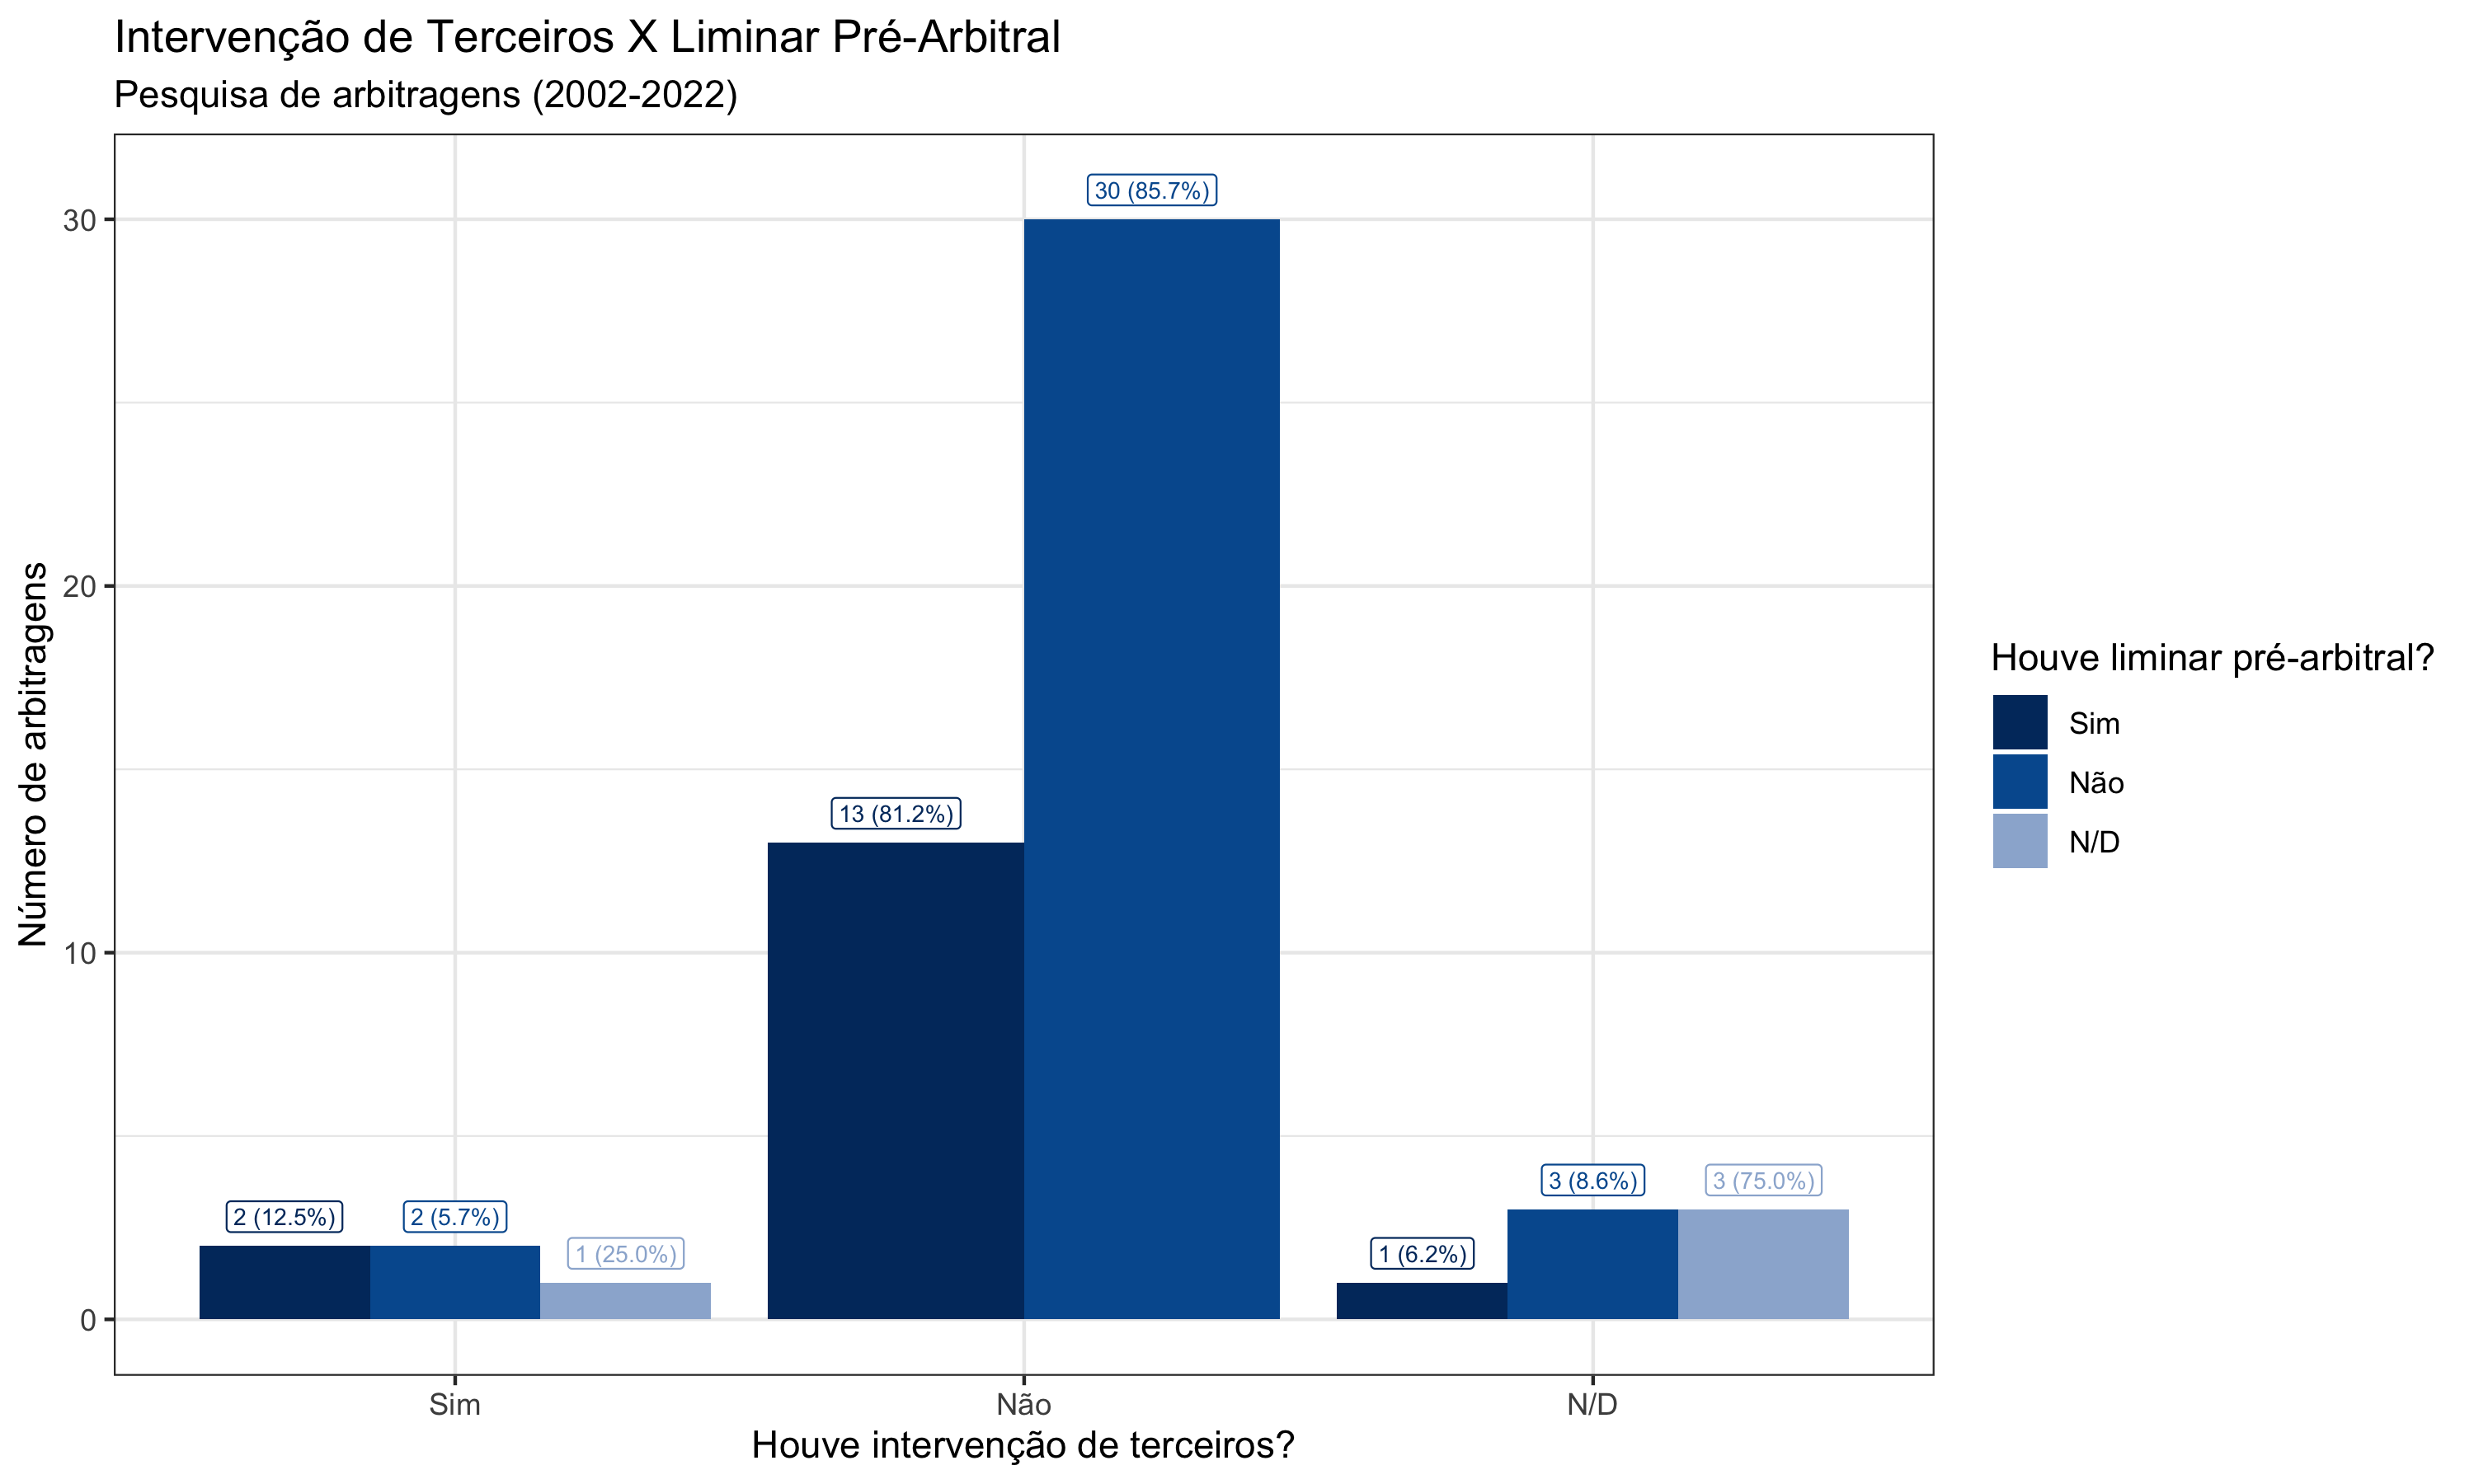 Intervenção de Terceiros X Liminar Pré-Arbitral
Pesquisa de arbitragens (2002-2022)
Número de arbitragens
30
20
10
0
2 (12.5%)
2 (5.7%)
1 (25.0%)
13 (81.2%)
30 (85.7%)
1 (6.2%)
3 (8.6%)
3 (75.0%)
Sim
Não
N/D
Houve intervenção de terceiros?
Houve liminar pré-arbitral?
Sim
Não
N/D